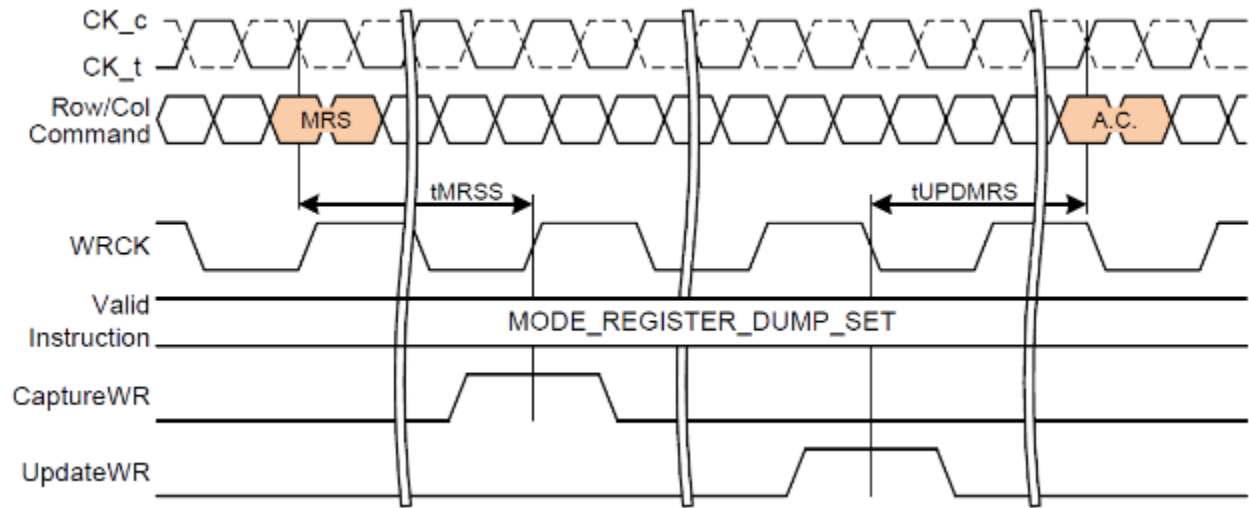 CK_c
CK_t
Row/Col
Command
MRS
A.C.
tMRSS
tUPDMRS
WRCK
Valid
Instruction
MODE_REGISTER_DUMP_SET
CaptureWR
UpdateWR